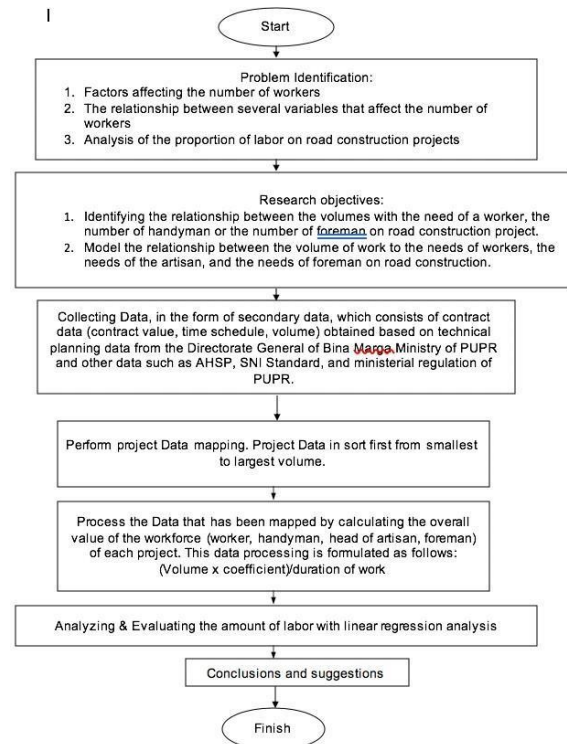 Start
Problem Identification:
1. Factors affecting the number of workers
2. The relationship between several variables that affect the number of
workers
3. Analysis of the proportion of labor on road construction projects
Research objectives:
1. Identifying the relationship between the volumes with the need of a worker, the
number of handyman or the number of foreman on road construction project.
2. Model the relationship between the volume of work to the needs of workers, the
needs of the artisan, and the needs of foreman on road construction.
Collecting Data, in the form of secondary data, which consists of contract
data (contract value, time schedule, volume) obtained based on technical
planning data from the Directorate General of Bina Marga Ministry of PUPR
and other data such as AHSP, SNI Standard, and ministerial regulation of
PUPR.
Perform project Data mapping. Project Data in sort first from smallest
to largest volume.
Process the Data that has been mapped by calculating the overall
value of the workforce (worker, handyman, head of artisan, foreman)
of each project. This data processing is formulated as follows:
(Volume x coefficient)/duration of work
Analyzing & Evaluating the amount of labor with linear regression analysis
Conclusions and suggestions
Finish